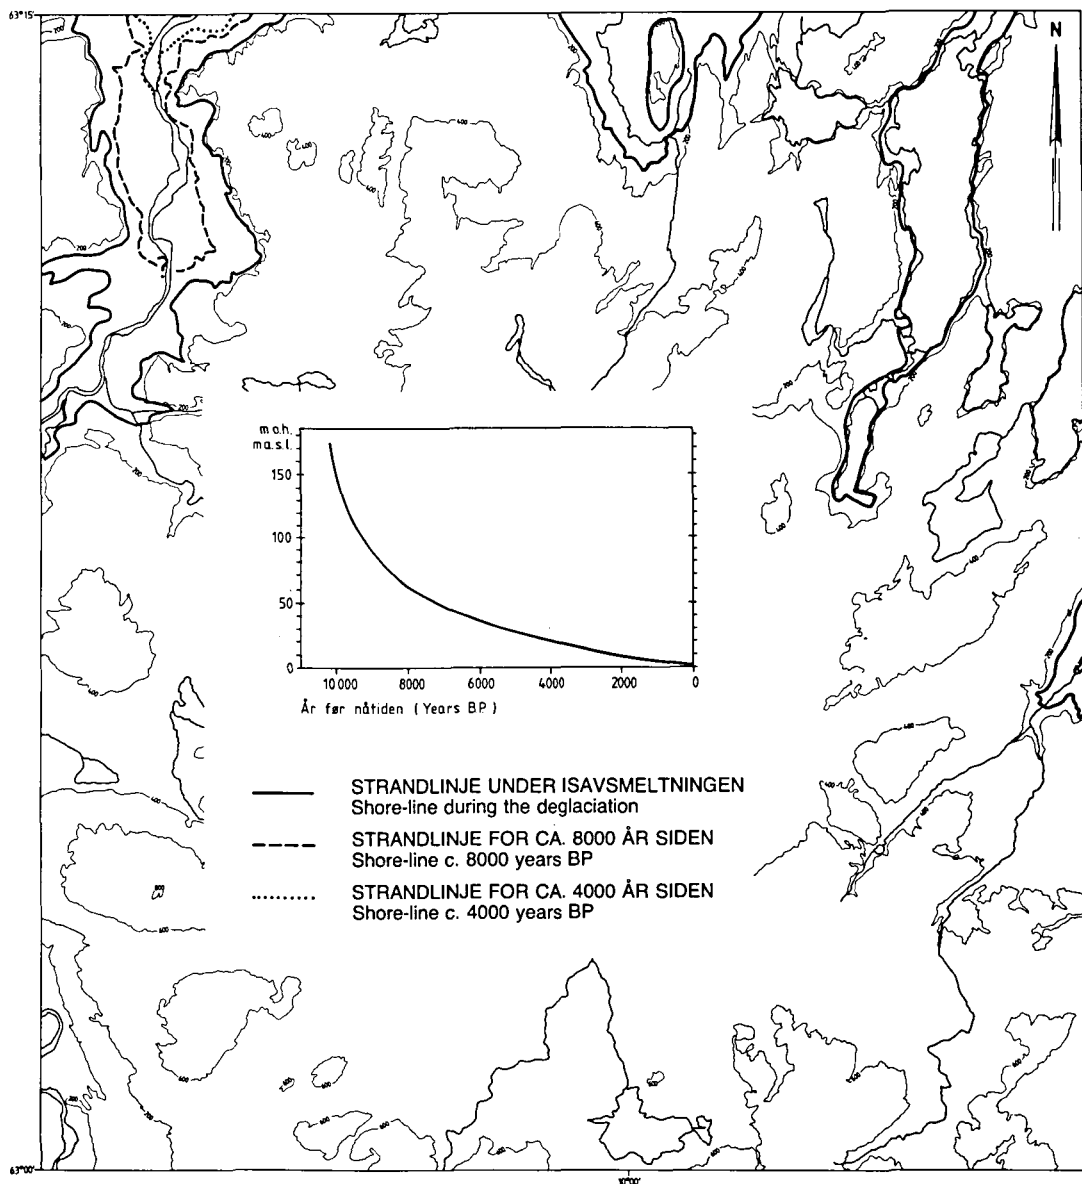 63°15'
N
m o.h.
m a.s.l.
150
100
50
0
10 000
8000
6000
4000
2000
0
År før nåtiden (Years B.P.)
STRANDLINJE UNDER ISAVSMELTNINGEN
Shore-line during the deglaciation
STRANDLINJE FOR CA. 8000 ÅR SIDEN
Shore-line c. 8000 years BP
STRANDLINJE FOR CA. 4000 ÅR SIDEN
Shore-line c. 4000 years BP
63°00'
10°00'